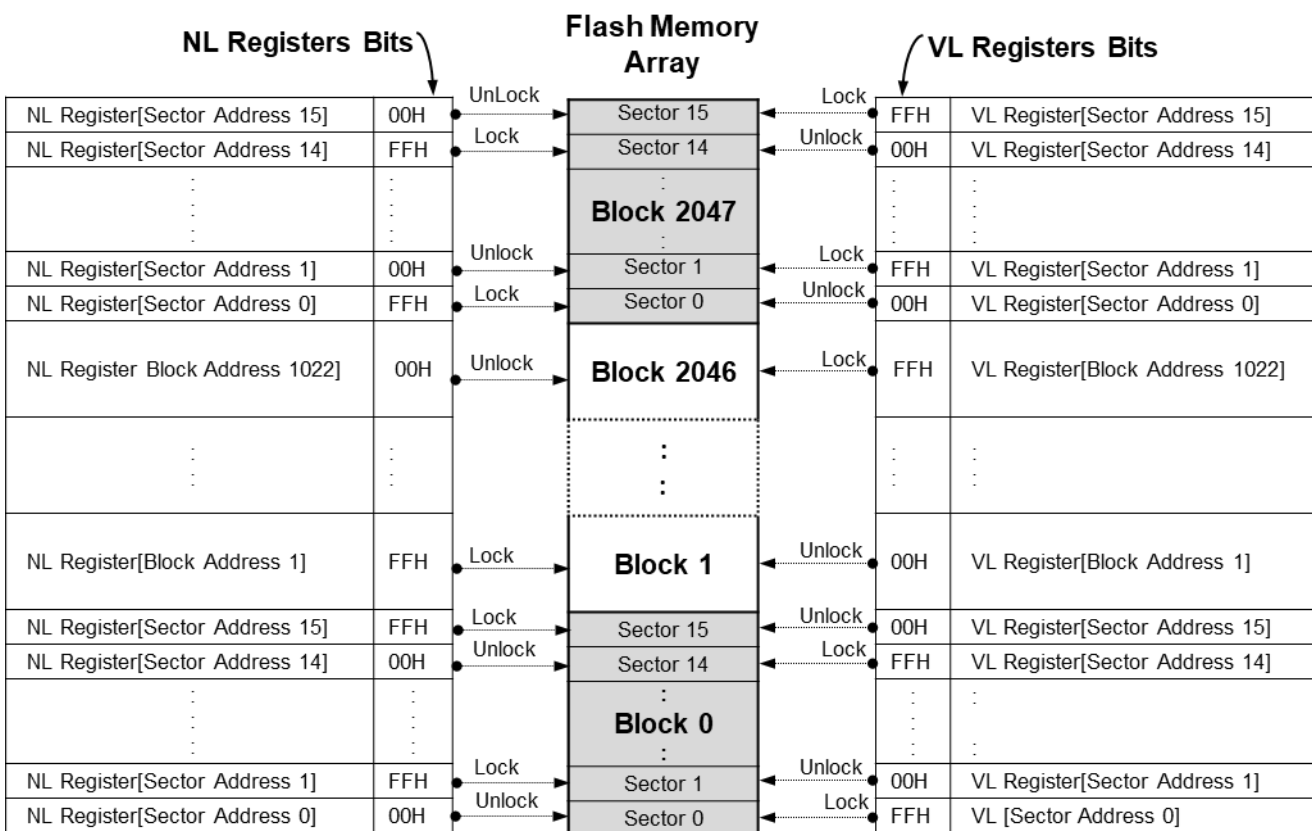 NL Registers Bits
Flash Memory
Array
VL Registers Bits
NL Register[Sector Address 15] 00H UnLock Sector 15 Lock FFH VL Register[Sector Address 15]
NL Register[Sector Address 14] FFH Lock Sector 14 Unlock 00H VL Register[Sector Address 14]
Block 2047
NL Register[Sector Address 1] 00H Unlock Sector 1 Lock FFH VL Register[Sector Address 1]
NL Register[Sector Address 0] FFH Lock Sector 0 Unlock 00H VL Register[Sector Address 0]
NL Register Block Address 1022] 00H Unlock Block 2046 Lock FFH VL Register[Block Address 1022]
NL Register[Block Address 1] FFH Lock Block 1 Unlock 00H VL Register[Block Address 1]
NL Register[Sector Address 15] FFH Lock Sector 15 Unlock 00H VL Register[Sector Address 15]
NL Register[Sector Address 14] 00H Unlock Sector 14 Lock FFH VL Register[Sector Address 14]
Block 0
NL Register[Sector Address 1] FFH Lock Sector 1 Unlock 00H VL Register[Sector Address 1]
NL Register[Sector Address 0] 00H Unlock Sector 0 Lock FFH VL [Sector Address 0]